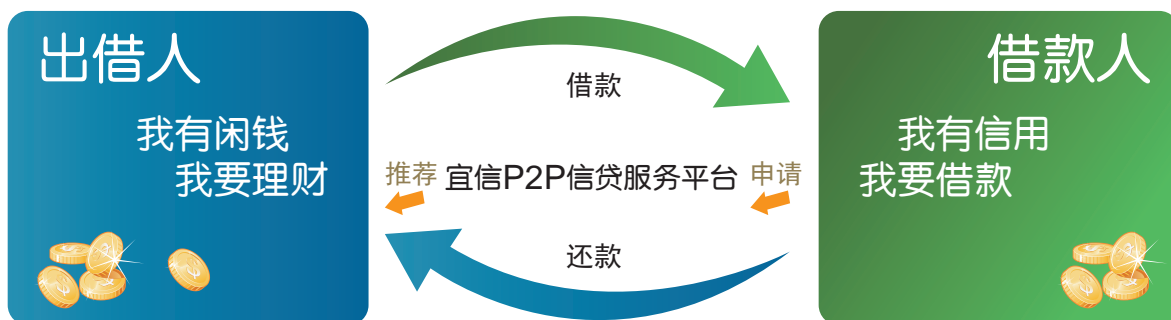 出借人
我有闲钱
我要理财
借款
推荐 宜信P2P信贷服务平台 申请
还款
借款人
我有信用
我要借款